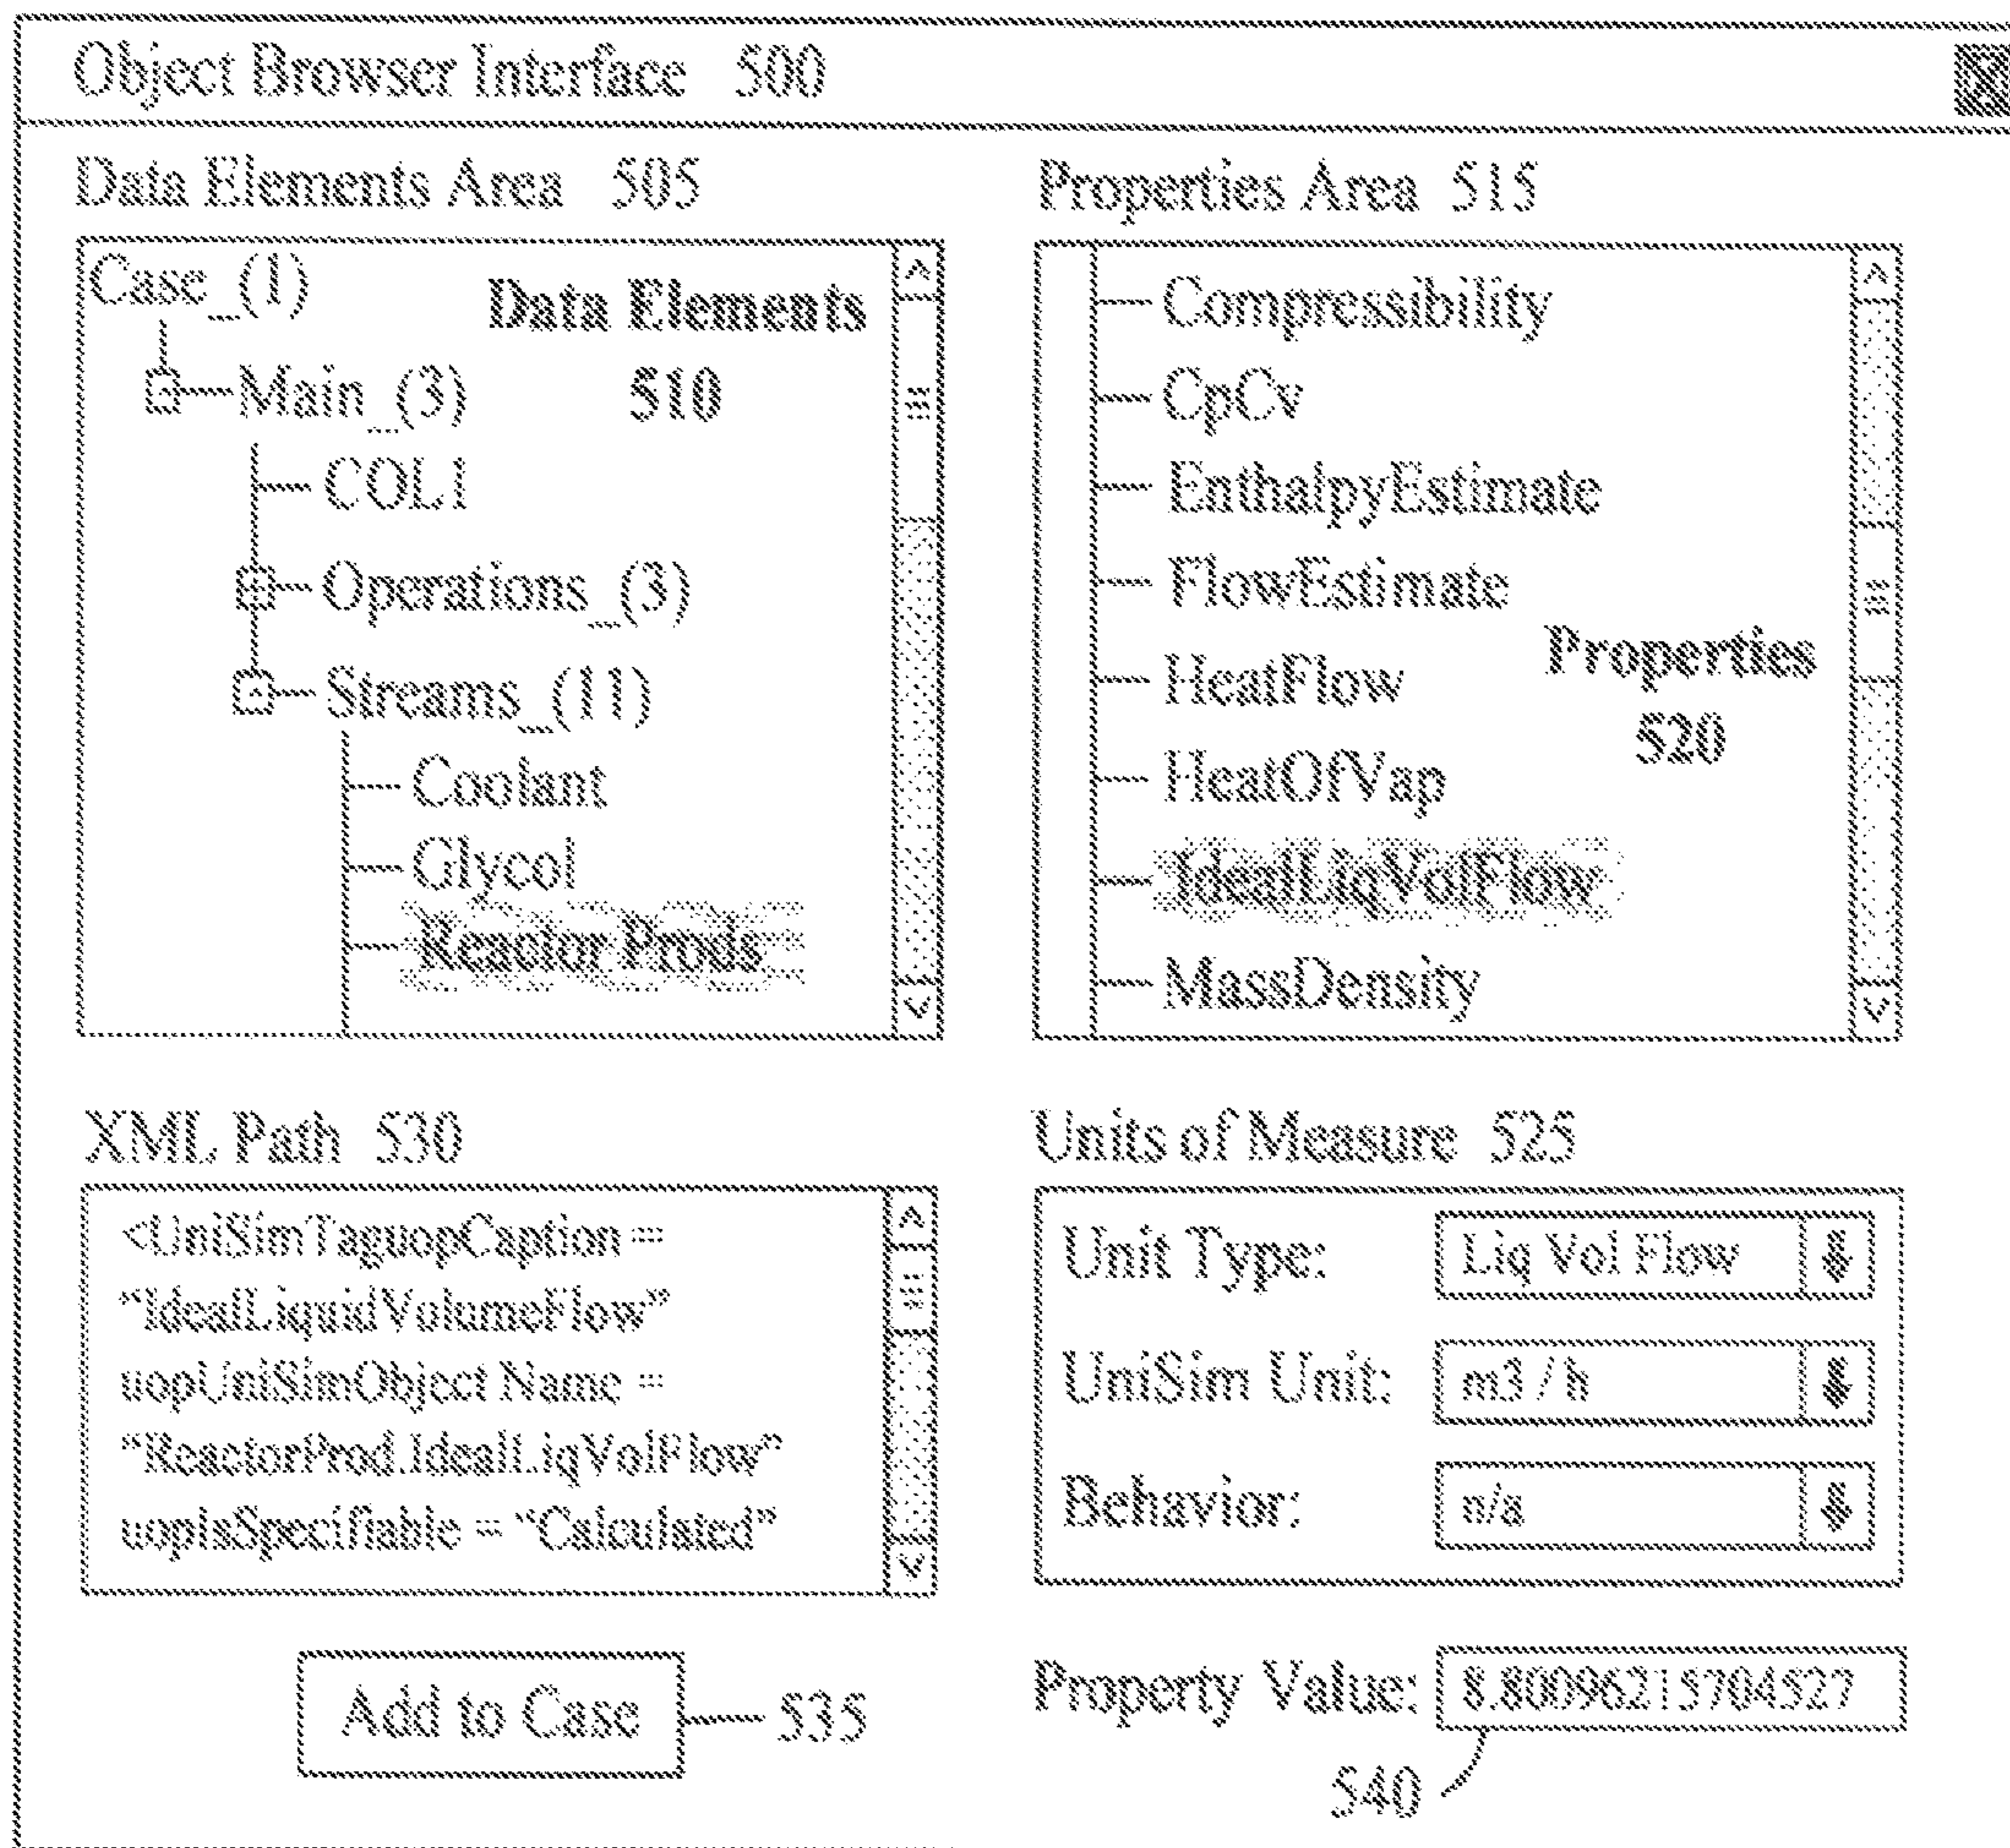 Object Browser Interface 500
Data Elements Area 505
Case_(1)
Data Elements
510
Main_(3)
COL1
Operations_(3)
Streams_(11)
Coolant
Glycol
Reactor Prods
Properties Area 515
Compressibility
CpCv
EnthalpyEstimate
FlowEstimate
HeatFlow
Properties
520
HeatOfVap
IdealLiqVolFlow
MassDensity
XML Path 530
<UniSimTaguopCaption =
“IdealLiquidVolumeFlow”
uopUniSimObject Name =
“ReactorProd.IdealLiqVolFlow”
uopIsSpecifiable = “Calculated”
Units of Measure 525
Unit Type: Liq Vol Flow
UniSim Unit: m3 / h
Behavior: n/a
Add to Case 535
Property Value: 8.80096215704527
540